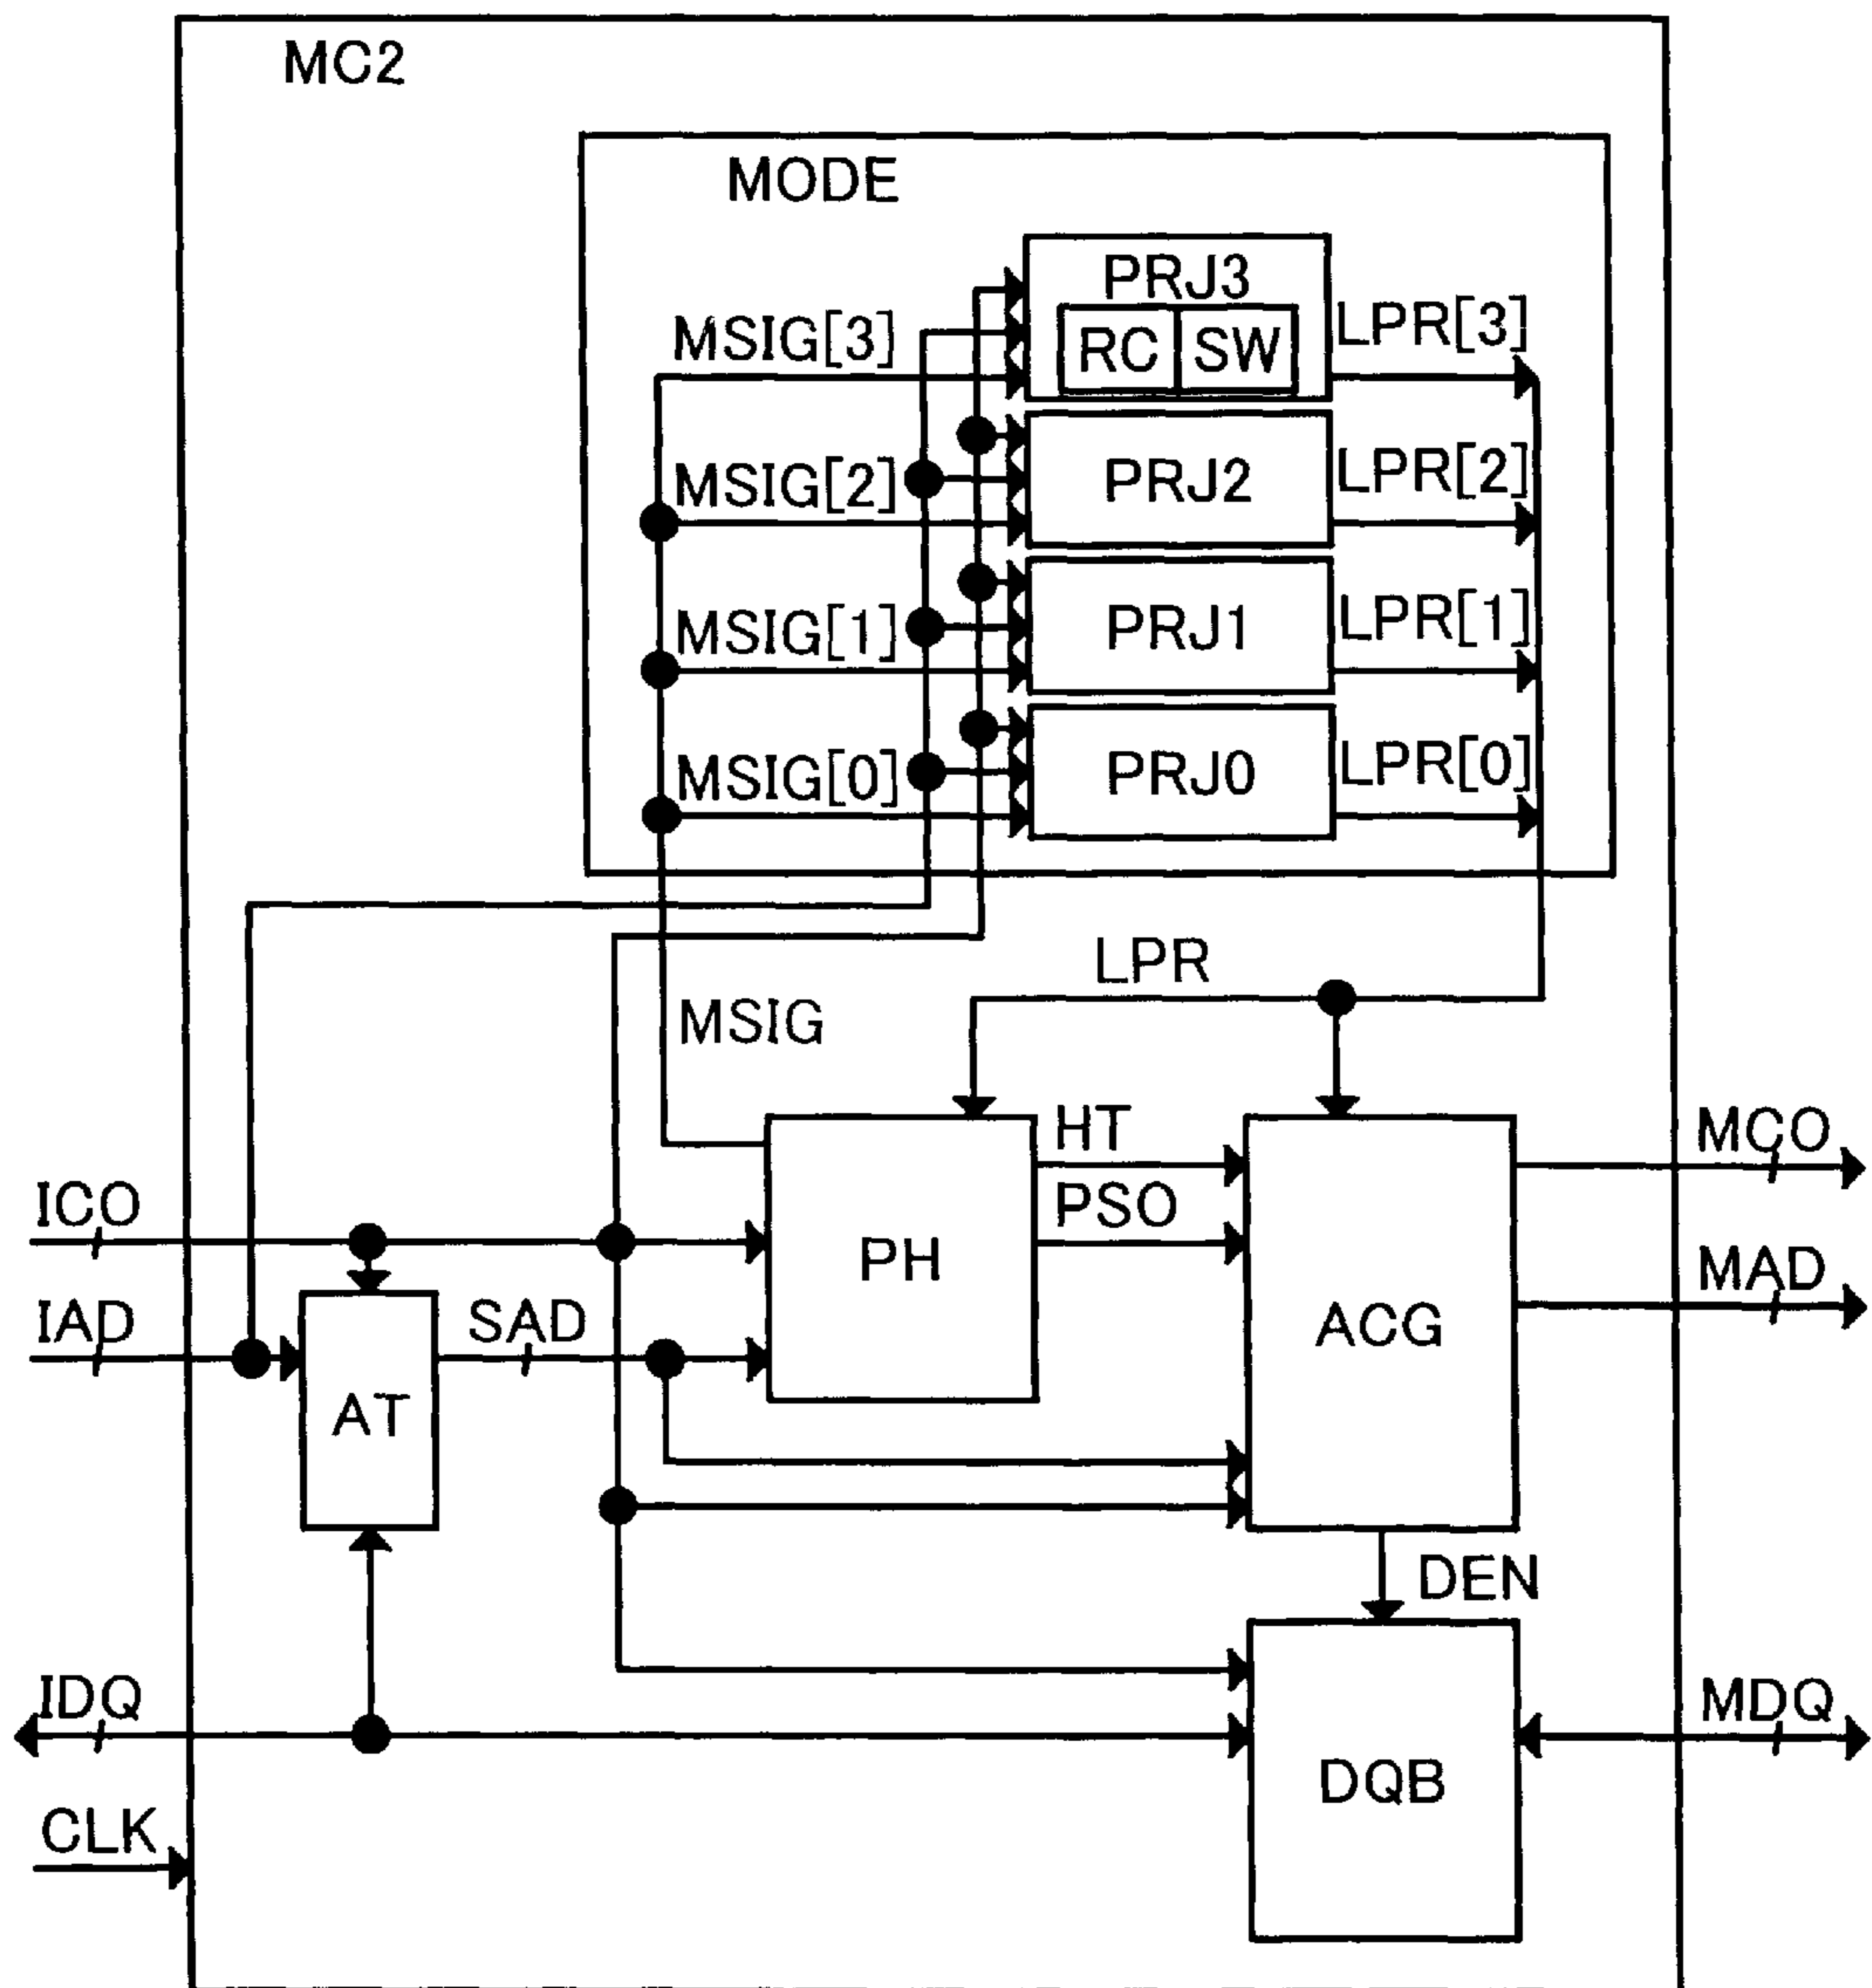 MC2
MODE
PRJ3
MSIG[3]
RC SW
LPR[3]
MSIG[2]
PRJ2
LPR[2]
MSIG[1]
PRJ1
LPR[1]
MSIG[0]
PRJ0
LPR[0]
LPR
MSIG
HT
MCO
ICO
PSO
PH
MAD
IAD
SAD
ACG
AT
DEN
IDQ
MDQ
DQB
CLK